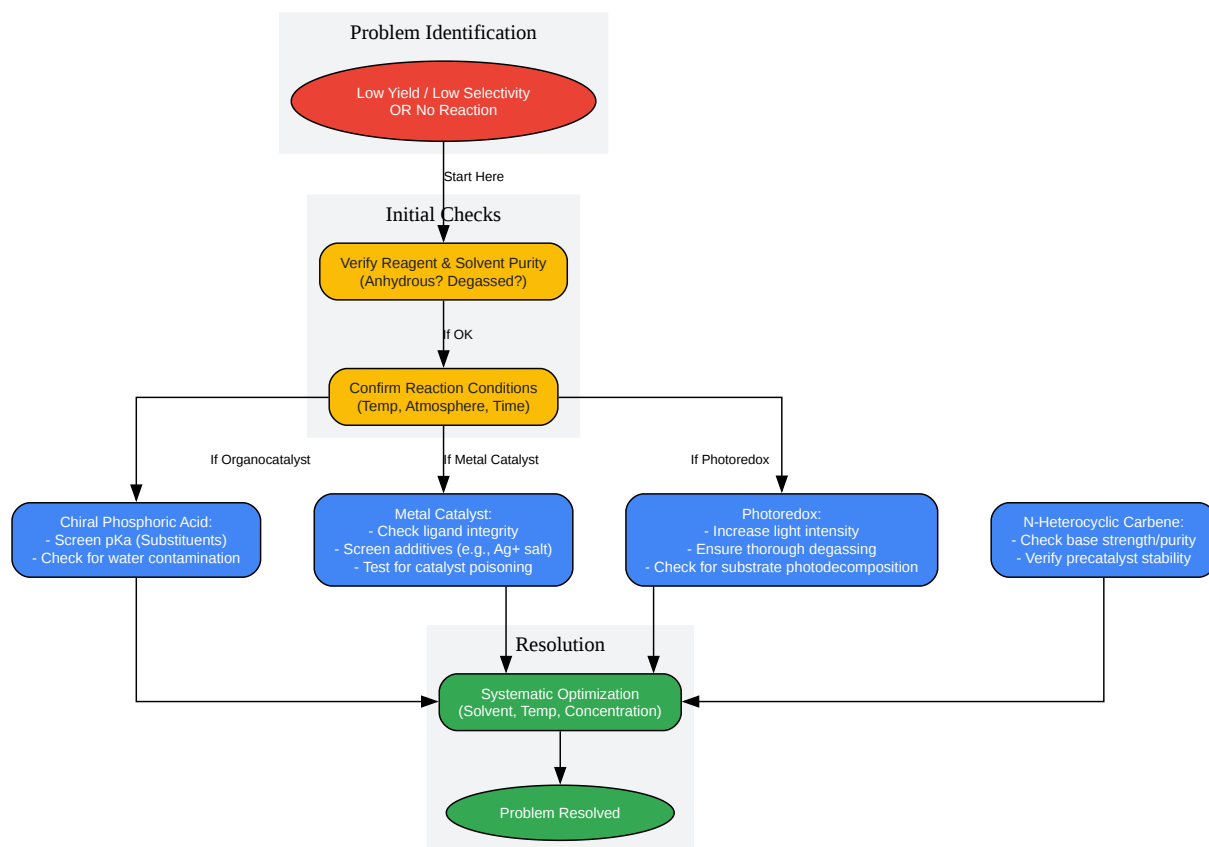 Problem Identification
Low Yield / Low Selectivity
OR No Reaction
Start Here
Initial Checks
Verify Reagent & Solvent Purity
(Anhydrous? Degassed?)
If OK
Confirm Reaction Conditions
(Temp, Atmosphere, Time)
If Organocatalyst
If Metal Catalyst
If Photoredox
Chiral Phosphoric Acid:
- Screen pKa (Substituents)
- Check for water contamination
Metal Catalyst:
- Check ligand integrity
- Screen additives (e.g., Ag+ salt)
- Test for catalyst poisoning
Photoredox:
- Increase light intensity
- Ensure thorough degassing
- Check for substrate photodecomposition
N-Heterocyclic Carbene:
- Check base strength/purity
- Verify precatalyst stability
Resolution
Systematic Optimization
(Solvent, Temp, Concentration)
Problem Resolved